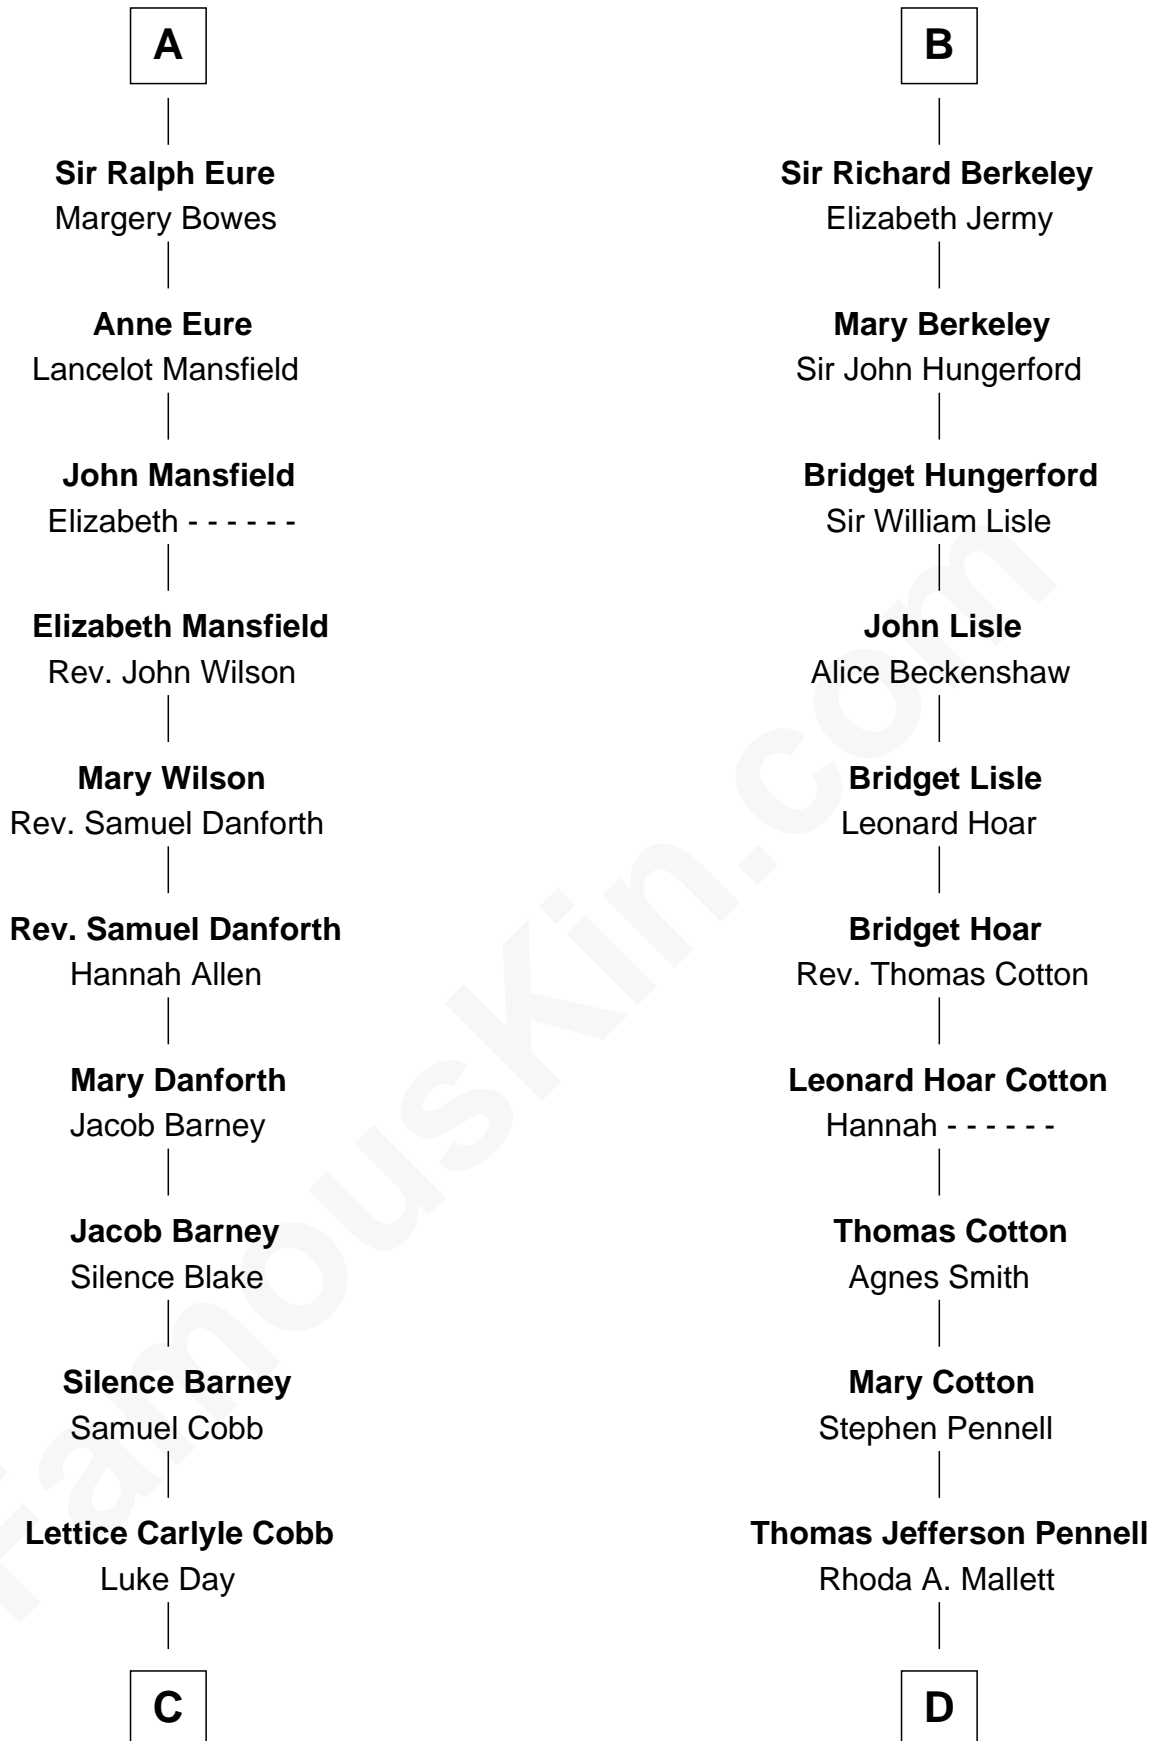 A
Sir Ralph Eure
Margery Bowes
Anne Eure
Lancelot Mansfield
John Mansfield
Elizabeth - - - - - -
Elizabeth Mansfield
Rev. John Wilson
Mary Wilson
Rev. Samuel Danforth
Rev. Samuel Danforth
Hannah Allen
Mary Danforth
Jacob Barney
Jacob Barney
Silence Blake
Silence Barney
Samuel Cobb
Lettice Carlyle Cobb
Luke Day
C
B
Sir Richard Berkeley
Elizabeth Jermy
Mary Berkeley
Sir John Hungerford
Bridget Hungerford
Sir William Lisle
John Lisle
Alice Beckenshaw
Bridget Lisle
Leonard Hoar
Bridget Hoar
Rev. Thomas Cotton
Leonard Hoar Cotton
Hannah - - - - - -
Thomas Cotton
Agnes Smith
Mary Cotton
Stephen Pennell
Thomas Jefferson Pennell
Rhoda A. Mallett
D
FamousKin.com